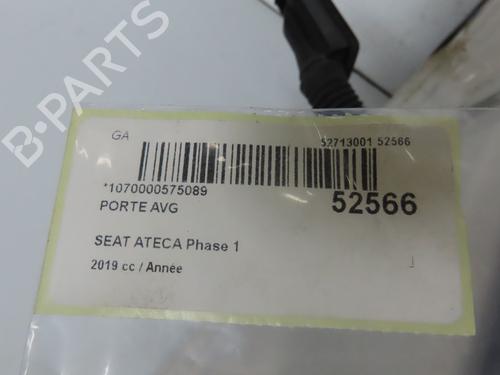 GA
52713001 52566
*1070000575089
52566
PORTE AVG
SEAT ATECA Phase 1
2019 cc / Année
B-PARTS